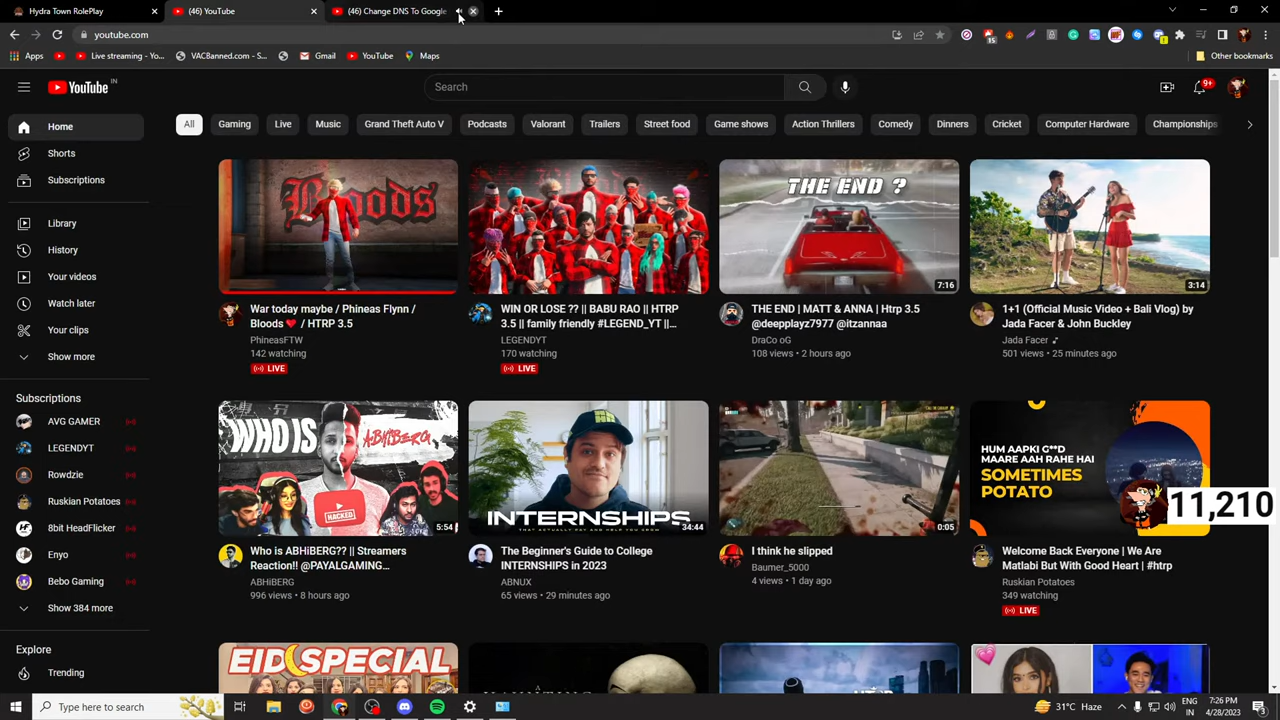 Hydra Town RolePlay
(46) YouTube
(46) Change DNS To Google
youtube.com
Apps
Live streaming - Yo...
VACBanned.com - S...
Gmail
YouTube
Maps
Other bookmarks
YouTube IN
Search
9+
15
All
Gaming
Live
Music
Grand Theft Auto V
Podcasts
Valorant
Trailers
Street food
Game shows
Action Thrillers
Comedy
Dinners
Cricket
Computer Hardware
Championships
Home
Shorts
Subscriptions
Library
History
Your videos
Watch later
Your clips
Show more
Subscriptions
AVG GAMER
LEGENDYT
Rowdzie
Ruskian Potatoes
8bit HeadFlicker
Enyo
Bebo Gaming
Show 384 more
Explore
Trending
Bloods
War today maybe / Phineas Flynn /
Bloods ❤ / HTRP 3.5
PhineasFTW
142 watching
LIVE
WIN OR LOSE ?? || BABU RAO || HTRP
3.5 || family friendly #LEGEND_YT ||...
LEGENDYT
170 watching
LIVE
THE END ?
7:16
THE END | MATT & ANNA | Htrp 3.5
@deepplayz7977 @itzannaa
DraCo oG
108 views • 2 hours ago
3:14
1+1 (Official Music Video + Bali Vlog) by
Jada Facer & John Buckley
Jada Facer
501 views • 25 minutes ago
WHO IS
ABHiBERG
HACKED
5:54
Who is ABHiBERG?? || Streamers
Reaction!! @PAYALGAMING...
ABHiBERG
996 views • 8 hours ago
INTERNSHIPS
34:44
The Beginner's Guide to College
INTERNSHIPS in 2023
ABNUX
65 views • 29 minutes ago
0:05
I think he slipped
Baumer_5000
4 views • 1 day ago
HUM AAPKI G**D
MAARE AAH RAHE HAI
SOMETIMES
POTATO
11,210
Welcome Back Everyone | We Are
Matlabi But With Good Heart | #htrp
Ruskian Potatoes
349 watching
LIVE
EID SPECIAL
Type here to search
31°C Haze
ENG
IN
7:26 PM
4/28/2023
3